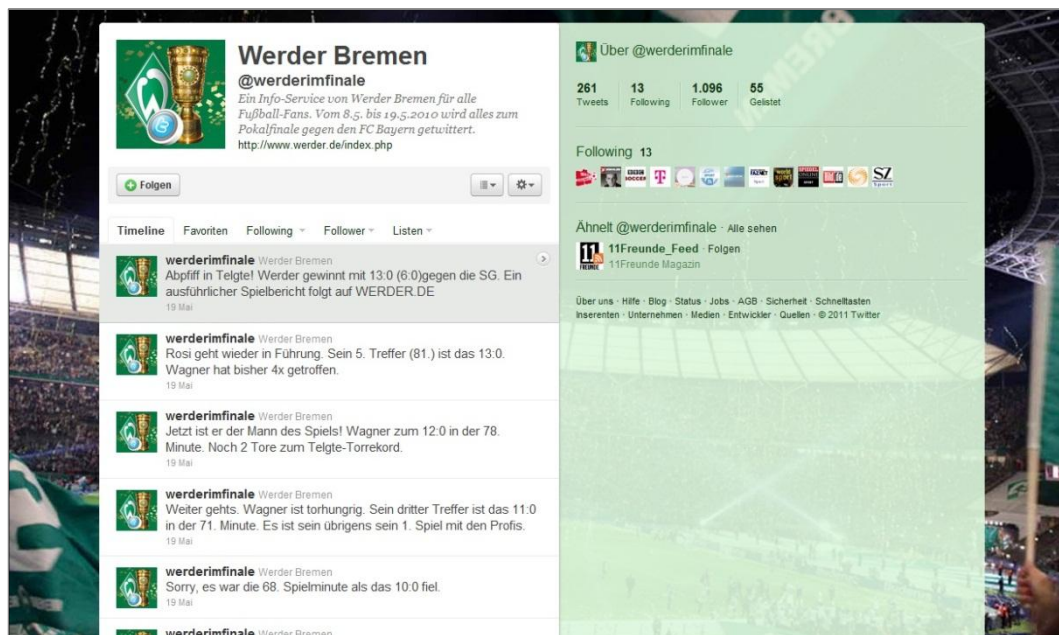 Werder Bremen
@werderimfinale
Ein Info-Service von Werder Bremen für alle
Fußball-Fans. Vom 8.5. bis 19.5.2010 wird alles zum
Pokalfinale gegen den FC Bayern getwittert.
http://www.werder.de/index.php
Folgen
Timeline Favoriten Following Follower Listen
werderimfinale Werder Bremen
Abpfiff in Telgte! Werder gewinnt mit 13:0 (6:0)gegen die SG. Ein
ausführlicher Spielbericht folgt auf WERDER.DE
19 Mai
werderimfinale Werder Bremen
Rosi geht wieder in Führung. Sein 5. Treffer (81.) ist das 13:0.
Wagner hat bisher 4x getroffen.
19 Mai
werderimfinale Werder Bremen
Jetzt ist er der Mann des Spiels! Wagner zum 12:0 in der 78.
Minute. Noch 2 Tore zum Telgte-Torrekord.
19 Mai
werderimfinale Werder Bremen
Weiter gehts. Wagner ist torhungrig. Sein dritter Treffer ist das 11:0
in der 71. Minute. Es ist sein übrigens sein 1. Spiel mit den Profis.
19 Mai
werderimfinale Werder Bremen
Sorry, es war die 68. Spielminute als das 10:0 fiel.
19 Mai
werderimfinale Werder Bremen
Über @werderimfinale
261 13 1.096 55
Tweets Following Follower Gelistet
Following 13
SZ
Sport
Ähnelt @werderimfinale · Alle sehen
11Freunde_Feed · Folgen
11Freunde Magazin
Über uns · Hilfe · Blog · Status · Jobs · AGB · Sicherheit · Schnelltasten
Inserenten · Unternehmen · Medien · Entwickler · Quellen · © 2011 Twitter